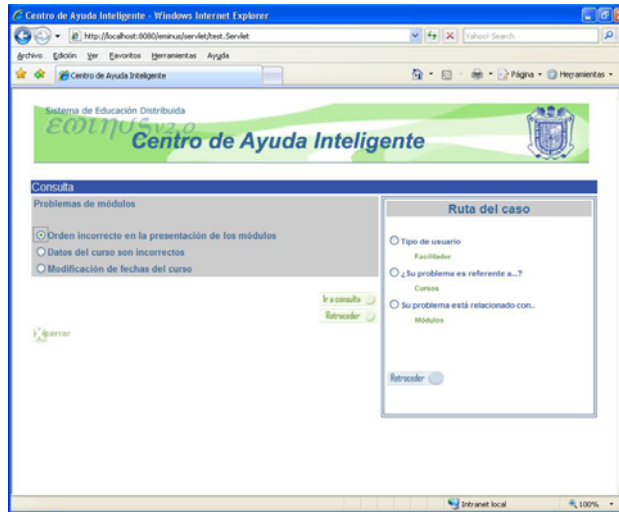 Centro de Ayuda Inteligente - Windows Internet Explorer
http://localhost:8080/eminus/servlet/test.Servlet
Yahoo! Search
Archivo Edición Ver Favoritos Herramientas Ayuda
Centro de Ayuda Inteligente
Página Herramientas
Sistema de Educación Distribuida
eminus v2.0
Centro de Ayuda Inteligente
Consulta
Problemas de módulos
Orden incorrecto en la presentación de los módulos
Datos del curso son incorrectos
Modificación de fechas del curso
Ir a consulta
Retroceder
cerrar
Ruta del caso
Tipo de usuario
Facilitador
¿Su problema es referente a...?
Cursos
Su problema está relacionado con..
Módulos
Retroceder
Intranet local
100%